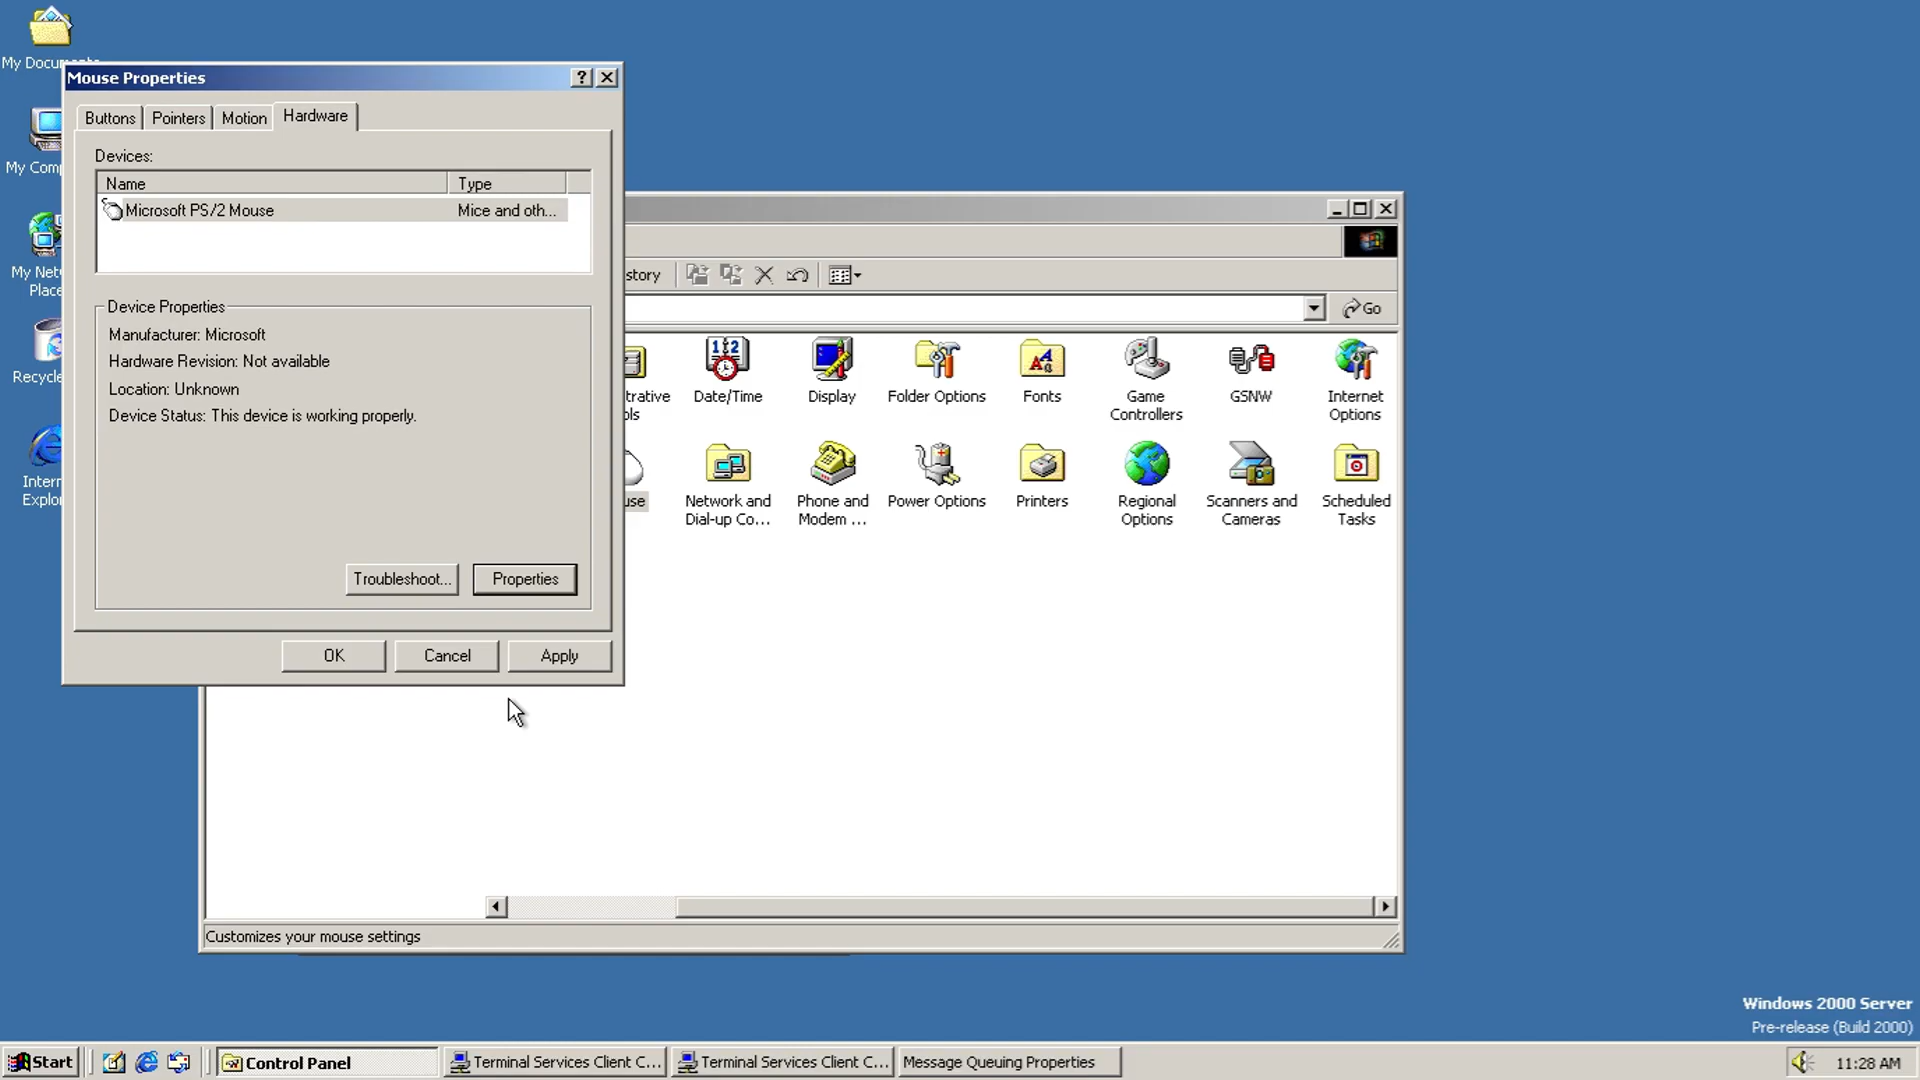 My Docum
Mouse Properties
Buttons
Pointers
Motion
Hardware
Devices:
Name
Type
Microsoft PS/2 Mouse
Mice and oth...
Device Properties
Manufacturer: Microsoft
Hardware Revision: Not available
Location: Unknown
Device Status: This device is working properly.
Troubleshoot...
Properties
OK
Cancel
Apply
My Com
My Net
Place
Recycle
Intern
Explor
story
Go
trative
ols
Date/Time
Display
Folder Options
Fonts
Game
Controllers
GSNW
Internet
Options
use
Network and
Dial-up Co...
Phone and
Modem ...
Power Options
Printers
Regional
Options
Scanners and
Cameras
Scheduled
Tasks
Customizes your mouse settings
Windows 2000 Server
Pre-release (Build 2000)
Start
Control Panel
Terminal Services Client C...
Terminal Services Client C...
Message Queuing Properties
11:28 AM